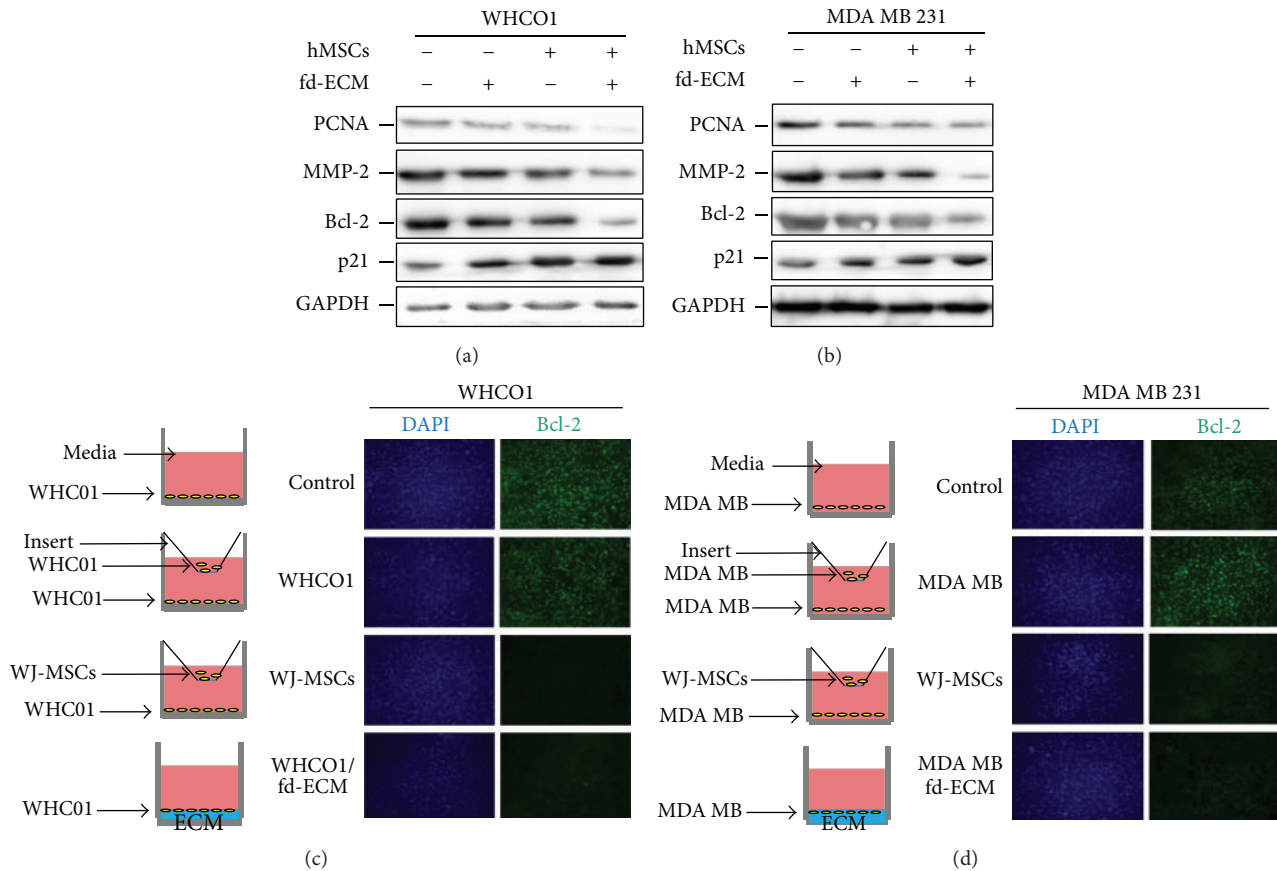 WHCO1
hMSCs − − + +
fd-ECM − + − +
PCNA
MMP-2
Bcl-2
p21
GAPDH
(a)
MDA MB 231
hMSCs − − + +
fd-ECM − + − +
PCNA
MMP-2
Bcl-2
p21
GAPDH
(b)
WHCO1
DAPI Bcl-2
Media
WHC01
Control
Insert
WHC01
WHC01
WHCO1
WJ-MSCs
WHC01
WJ-MSCs
WHC01
ECM
WHCO1/
fd-ECM
(c)
MDA MB 231
DAPI Bcl-2
Media
MDA MB
Control
Insert
MDA MB
MDA MB
MDA MB
WJ-MSCs
MDA MB
WJ-MSCs
MDA MB
ECM
MDA MB
fd-ECM
(d)